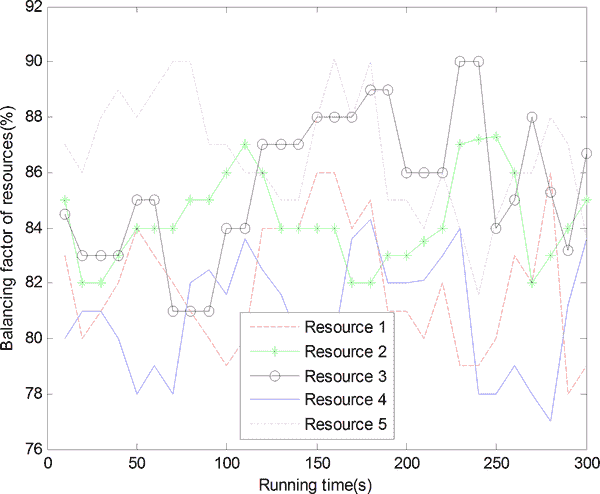 92
90
88
86
84
82
80
78
76
Balancing factor of resources(%)
Resource 1
Resource 2
Resource 3
Resource 4
Resource 5
0
50
100
150
200
250
300
Running time(s)